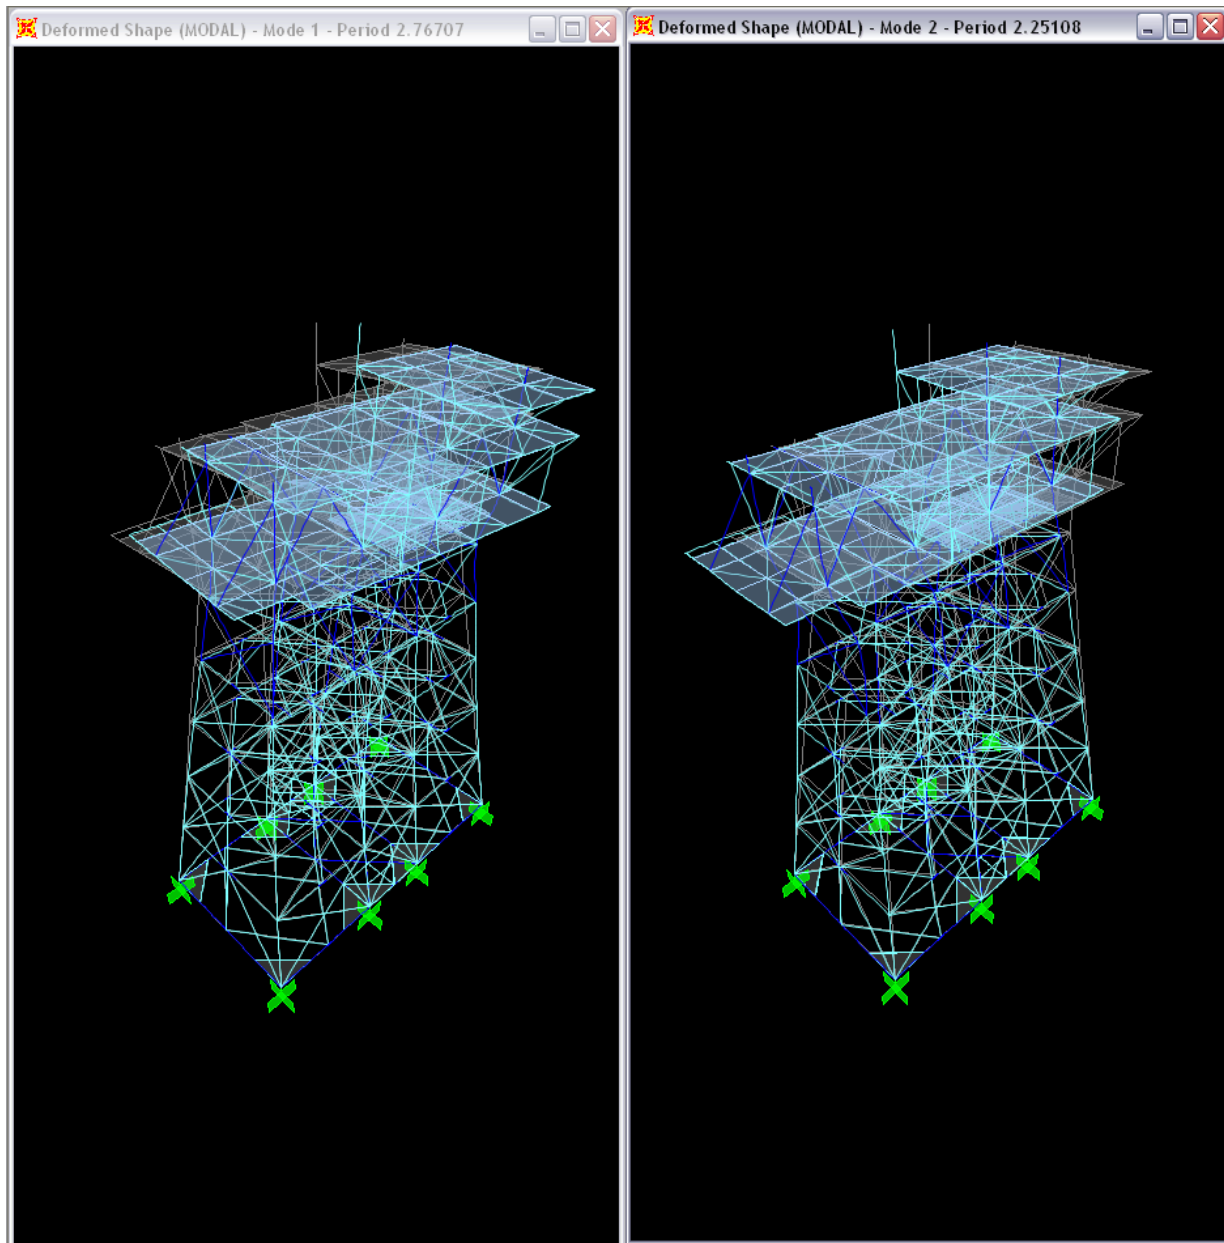 Deformed Shape (MODAL) - Mode 1 - Period 2.76707
Deformed Shape (MODAL) - Mode 2 - Period 2.25108